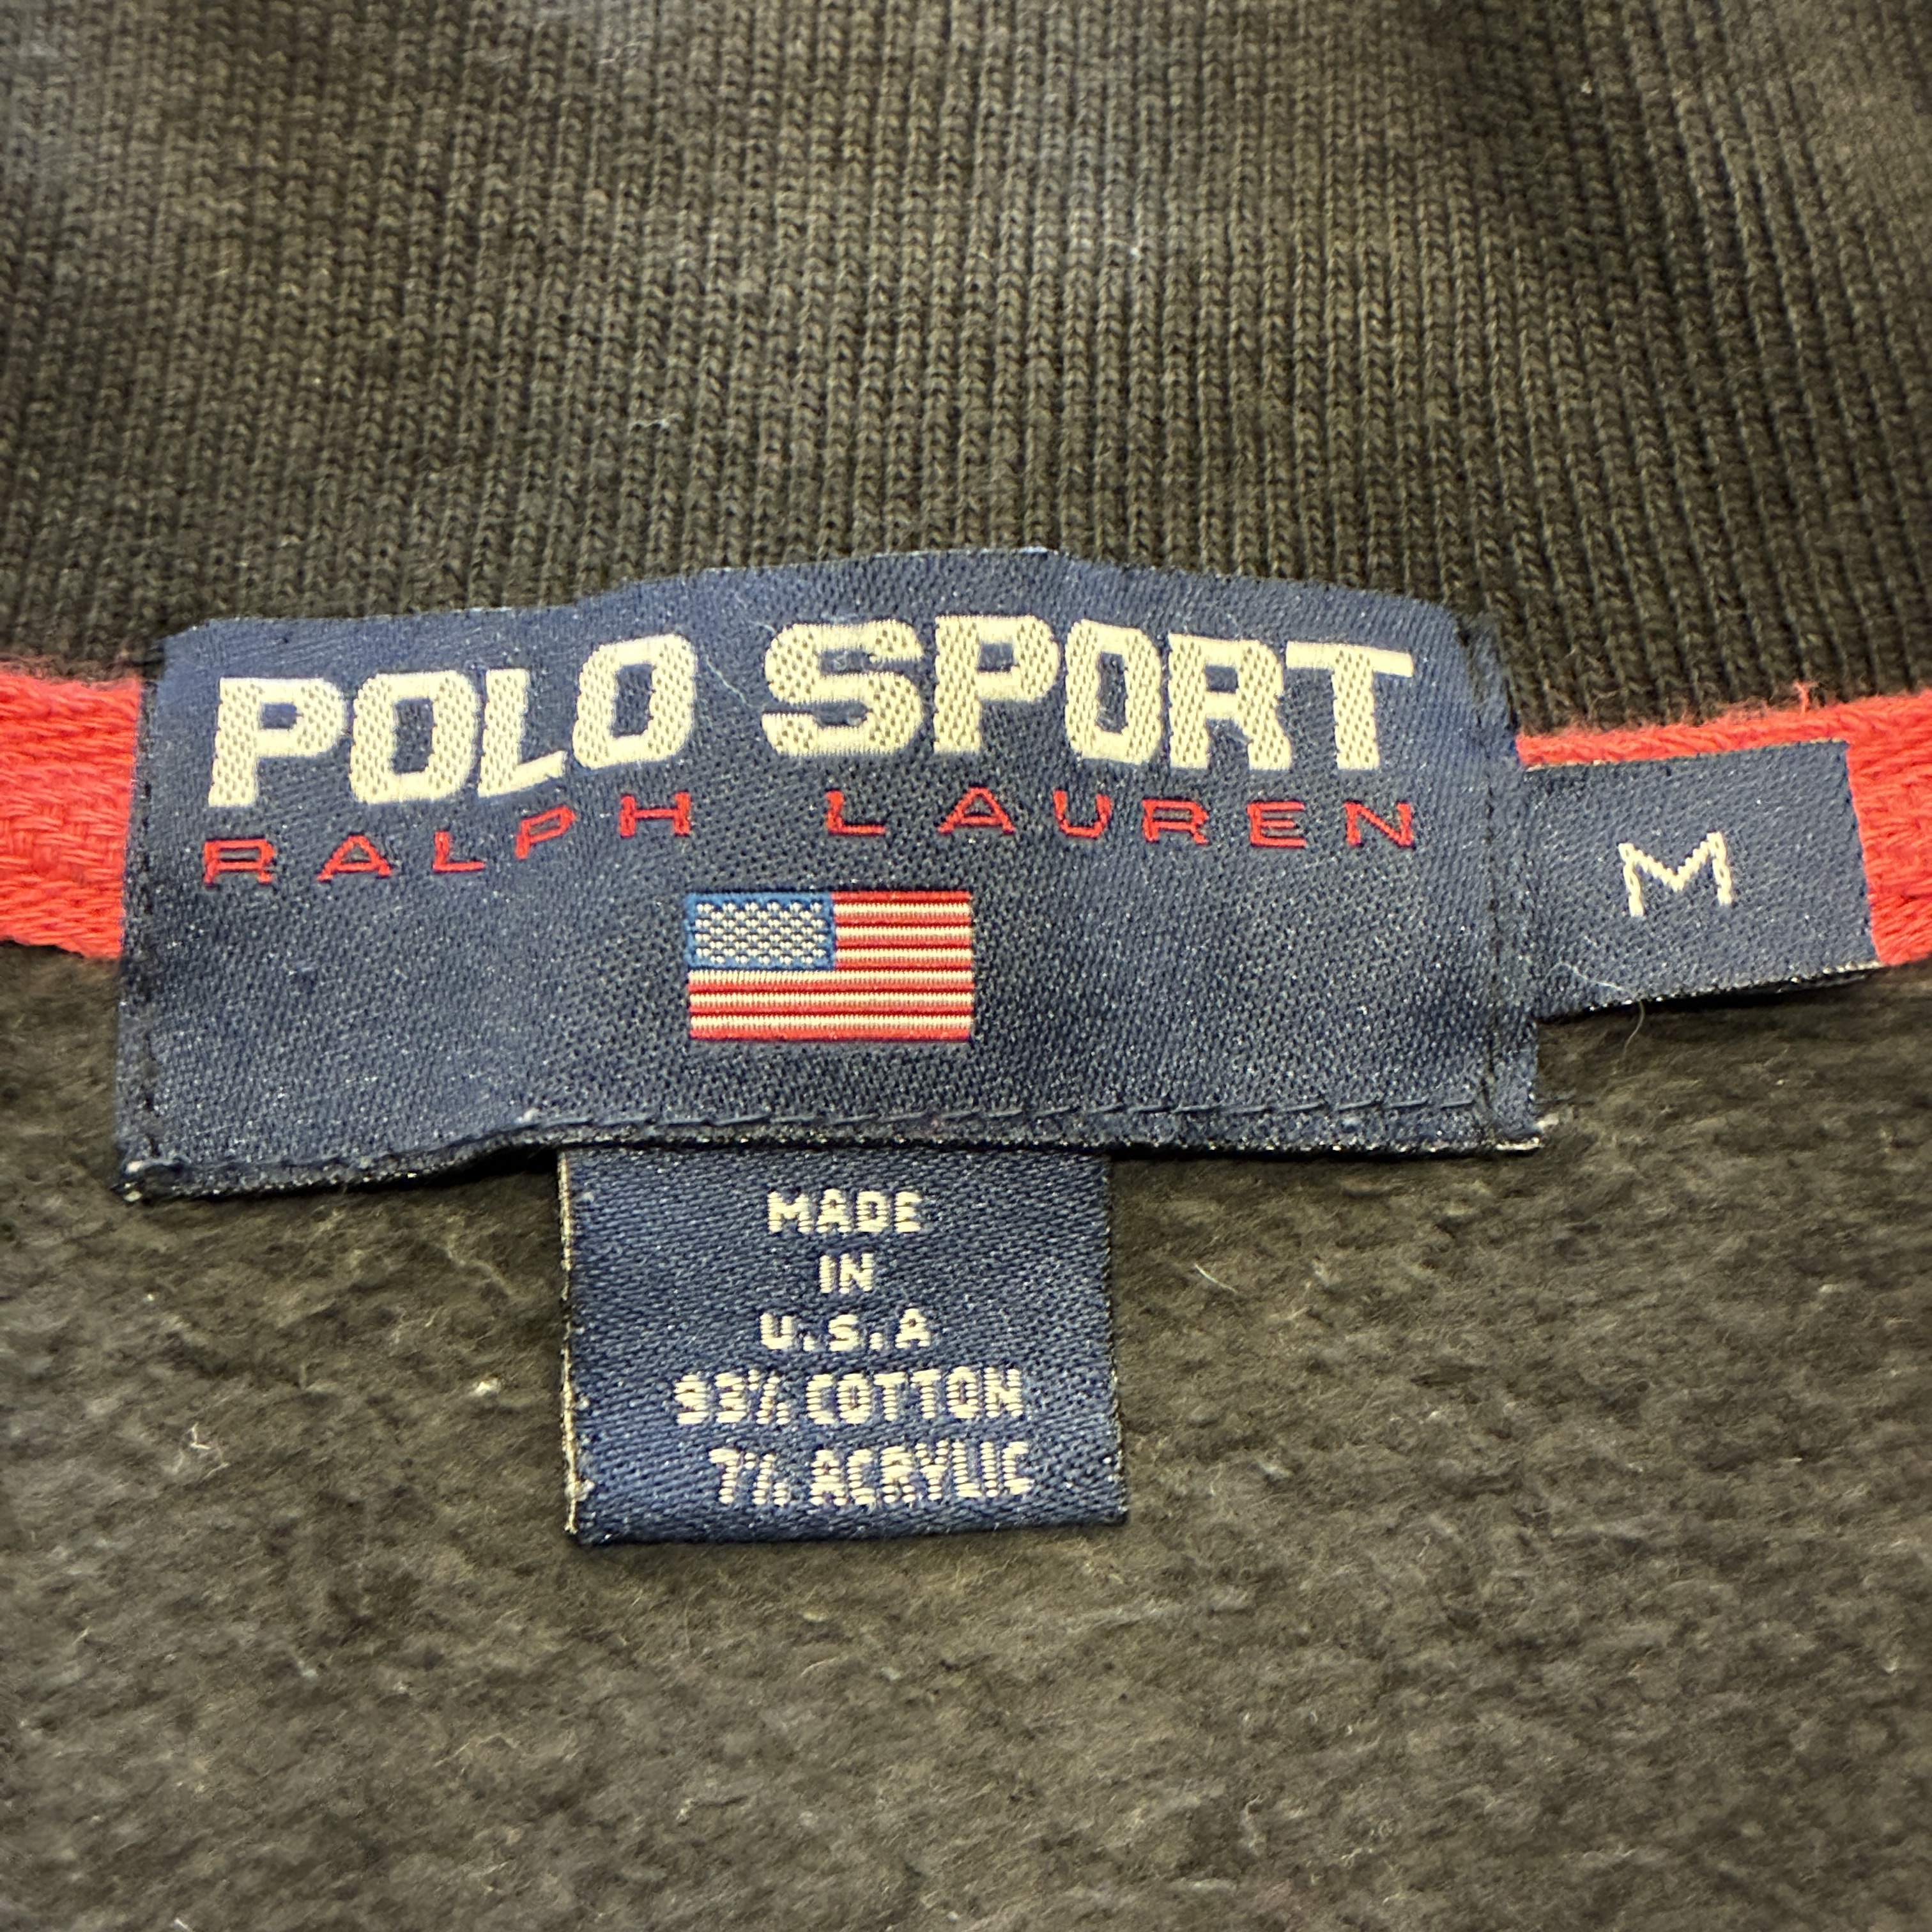 POLO SPORT
RALPH LAUREN
M
MADE
IN
U.S.A
93% COTTON
7% ACRYLIC